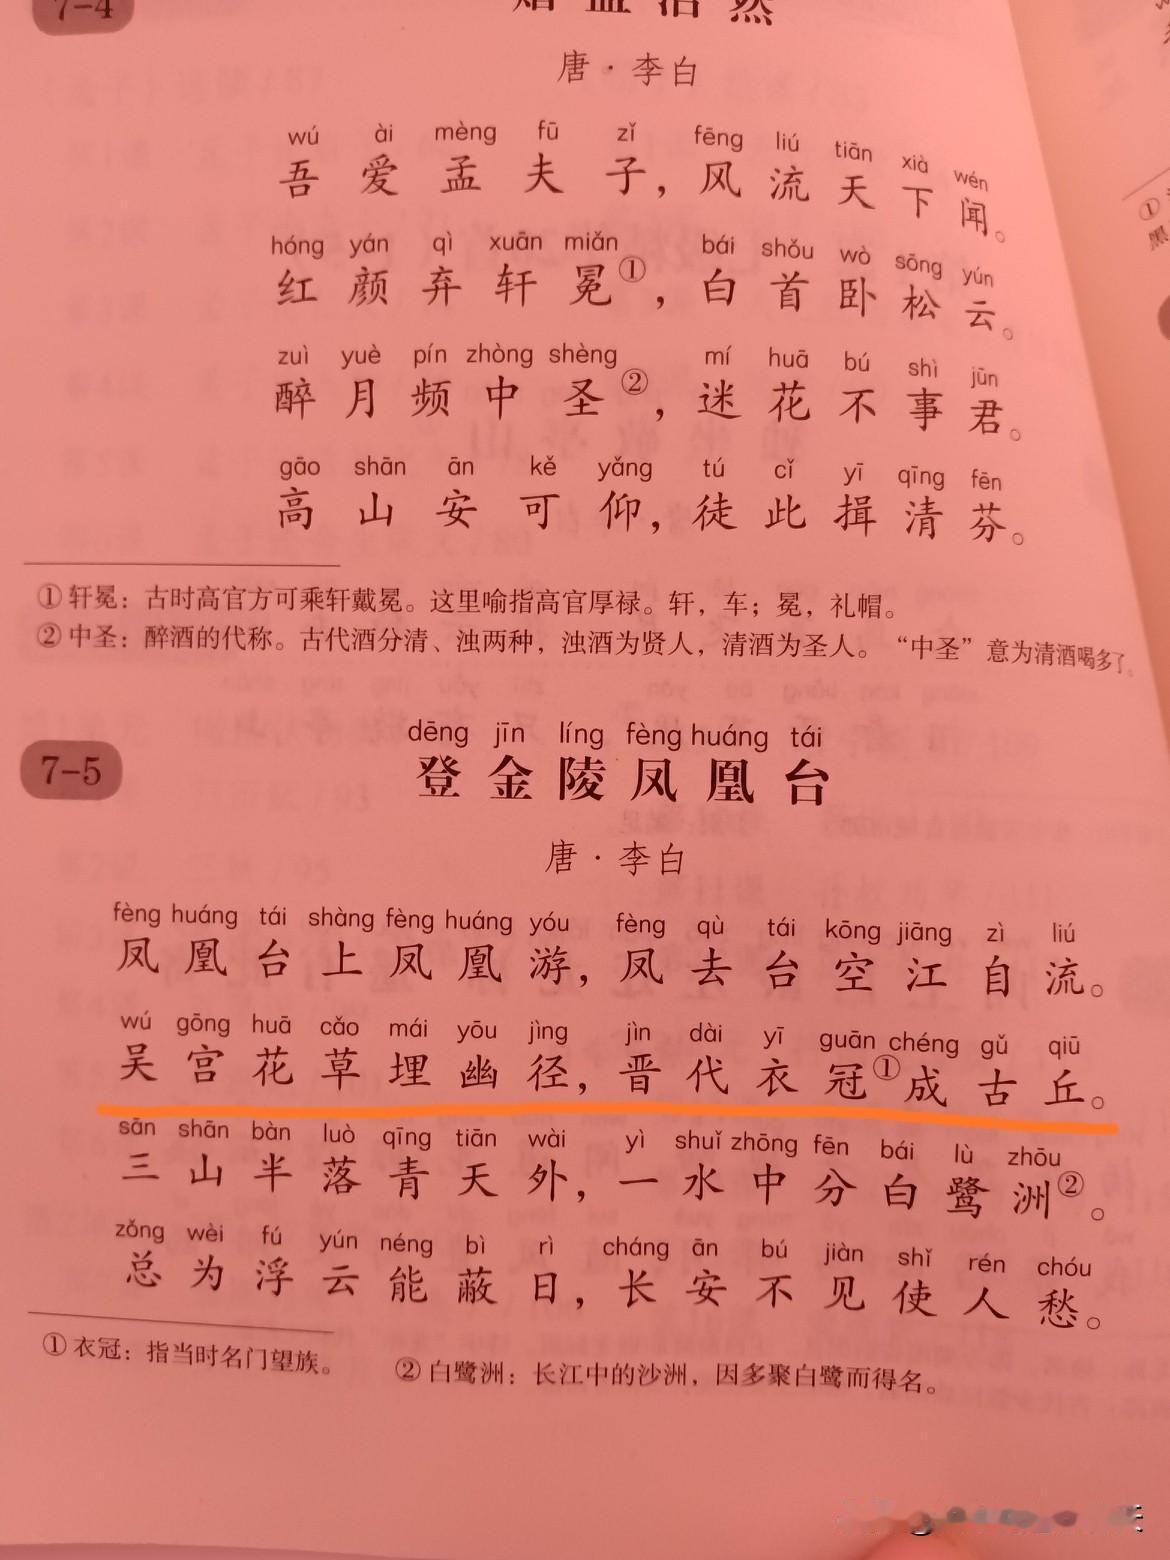 7-4
赠孟浩然
唐·李白
wú ài mèng fū zǐ fēng liú tiān xià wén
吾爱孟夫子，风流天下闻。
hóng yán qì xuān miǎn bái shǒu wò sōng yún
红颜弃轩冕①，白首卧松云。
zuì yuè pín zhòng shèng mí huā bú shì jūn
醉月频中圣②，迷花不事君。
gāo shān ān kě yǎng tú cǐ yī qīng fēn
高山安可仰，徒此揖清芬。
①轩冕：古时高官方可乘轩戴冕。这里喻指高官厚禄。轩，车；冕，礼帽。
②中圣：醉酒的代称。古代酒分清、浊两种，浊酒为贤人，清酒为圣人。“中圣”意为清酒喝多了。
7-5
dēng jīn líng fèng huáng tái
登金陵凤凰台
唐·李白
fèng huáng tái shàng fèng huáng yóu fèng qù tái kōng jiāng zì liú
凤凰台上凤凰游，凤去台空江自流。
wú gōng huā cǎo mái yōu jìng jìn dài yī guān chéng gǔ qiū
吴宫花草埋幽径，晋代衣冠①成古丘。
sān shān bàn luò qīng tiān wài yì shuǐ zhōng fēn bái lù zhōu
三山半落青天外，一水中分白鹭洲②。
zǒng wèi fú yún néng bì rì cháng ān bú jiàn shǐ rén chóu
总为浮云能蔽日，长安不见使人愁。
①衣冠：指当时名门望族。 ②白鹭洲：长江中的沙洲，因多聚白鹭而得名。